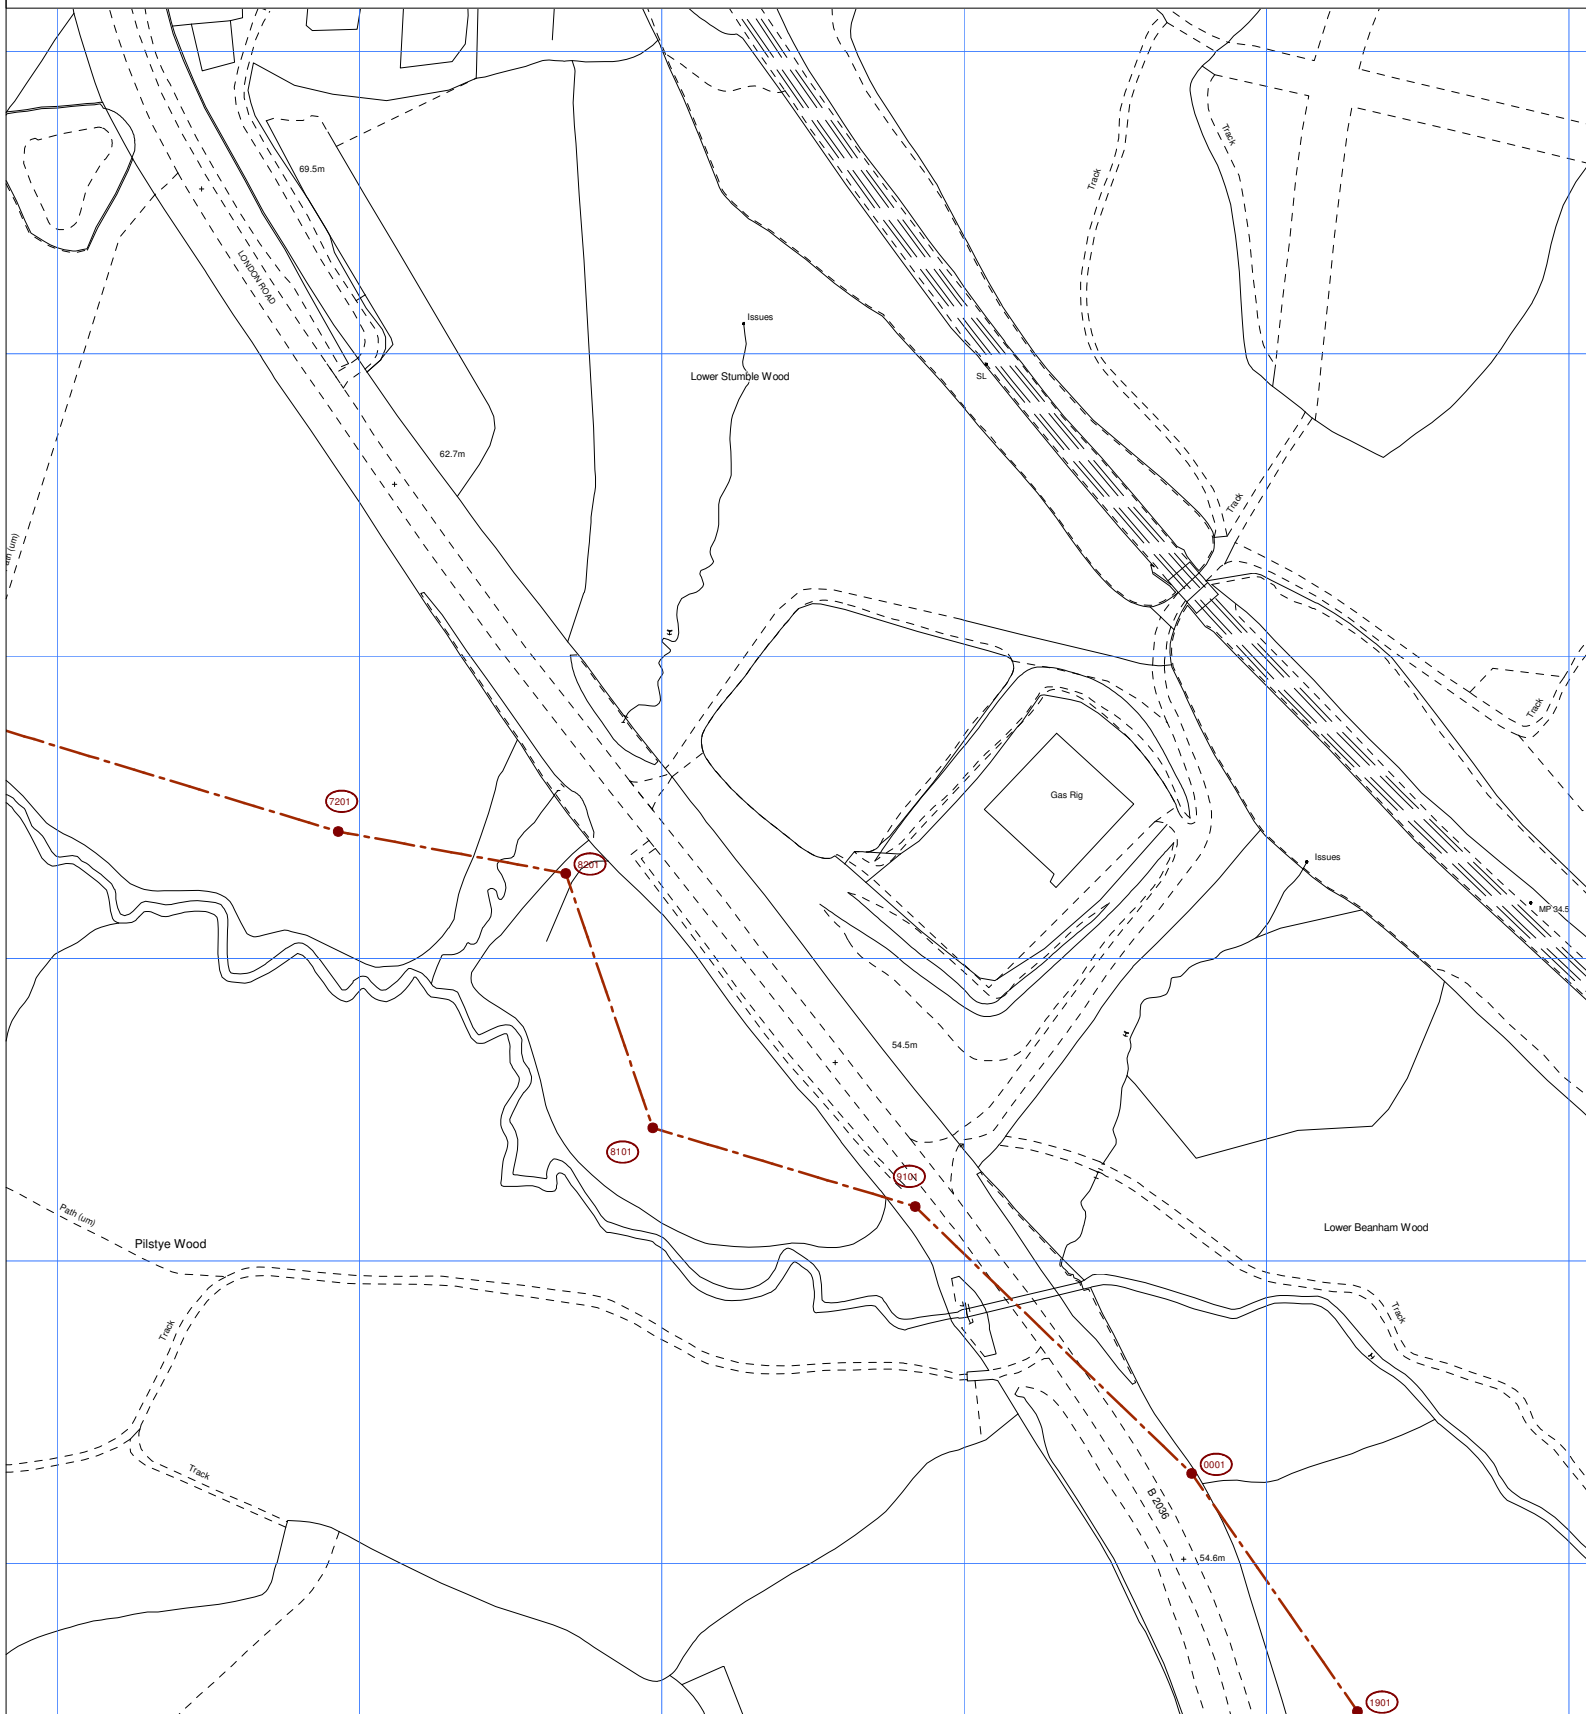 69.5m
Track
Track
LONDON ROAD
Issues
Lower Stumble Wood
SL
62.7m
Track
Path (um)
H
Track
7201
Gas Rig
8201
Issues
MP 34.5
54.5m
H
8101
9101
Path (um)
Pilstye Wood
Lower Beanham Wood
Track
Track
H
Track
0001
B 2036
54.6m
1901